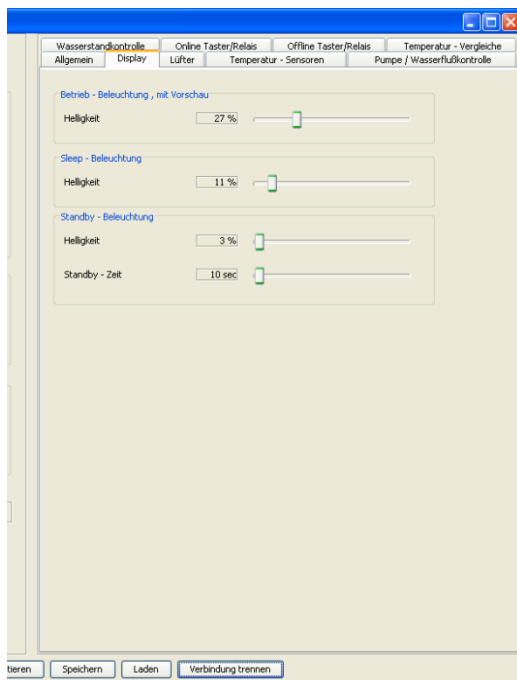 Wasserstandkontrolle Online Taster/Relais Offline Taster/Relais Temperatur - Vergleiche
Allgemein Display Lüfter Temperatur - Sensoren Pumpe / Wasserflußkontrolle
Betrieb - Beleuchtung , mit Vorschau
Helligkeit 27 %
Sleep - Beleuchtung
Helligkeit 11 %
Standby - Beleuchtung
Helligkeit 3 %
Standby - Zeit 10 sec
tieren Speichern Laden Verbindung trennen